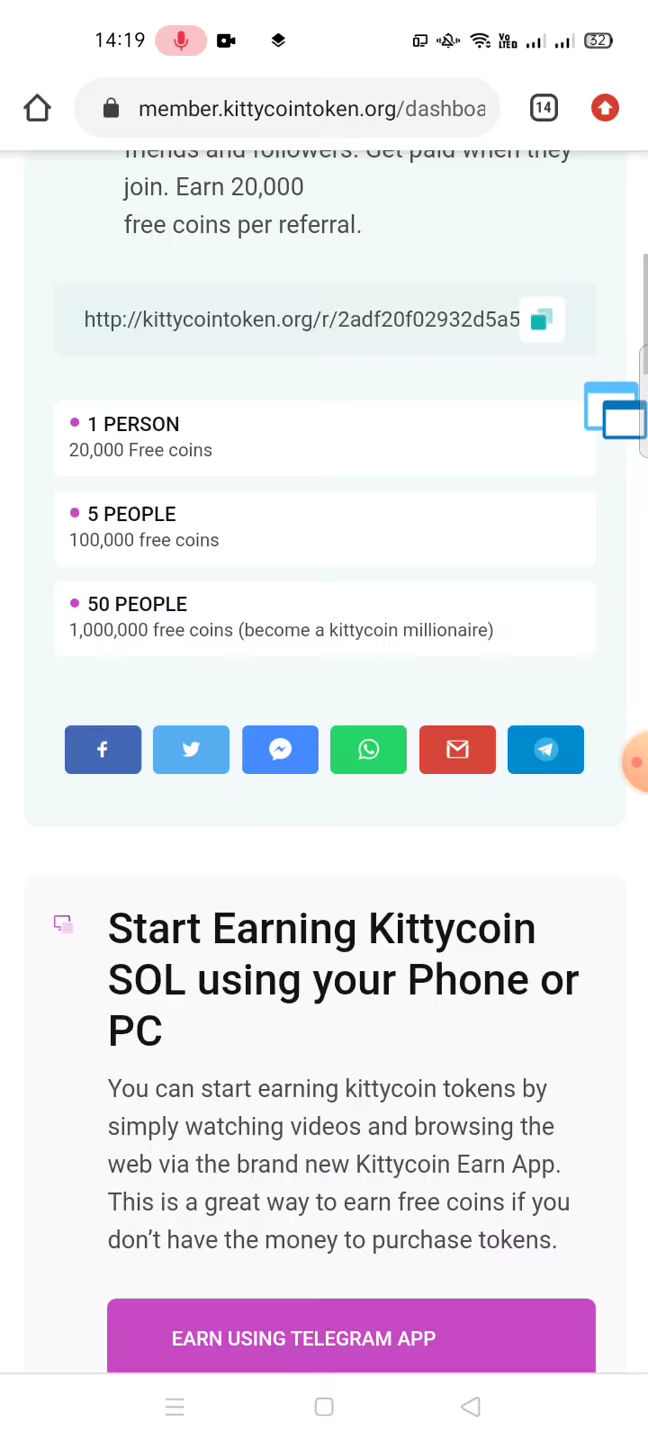 14:19
VO
LTED
32
member.kittycointoken.org/dashboa
14
friends and followers. Get paid when they
join. Earn 20,000
free coins per referral.
http://kittycointoken.org/r/2adf20f02932d5a5
1 PERSON
20,000 Free coins
5 PEOPLE
100,000 free coins
50 PEOPLE
1,000,000 free coins (become a kittycoin millionaire)
Start Earning Kittycoin
SOL using your Phone or
PC
You can start earning kittycoin tokens by
simply watching videos and browsing the
web via the brand new Kittycoin Earn App.
This is a great way to earn free coins if you
don’t have the money to purchase tokens.
EARN USING TELEGRAM APP